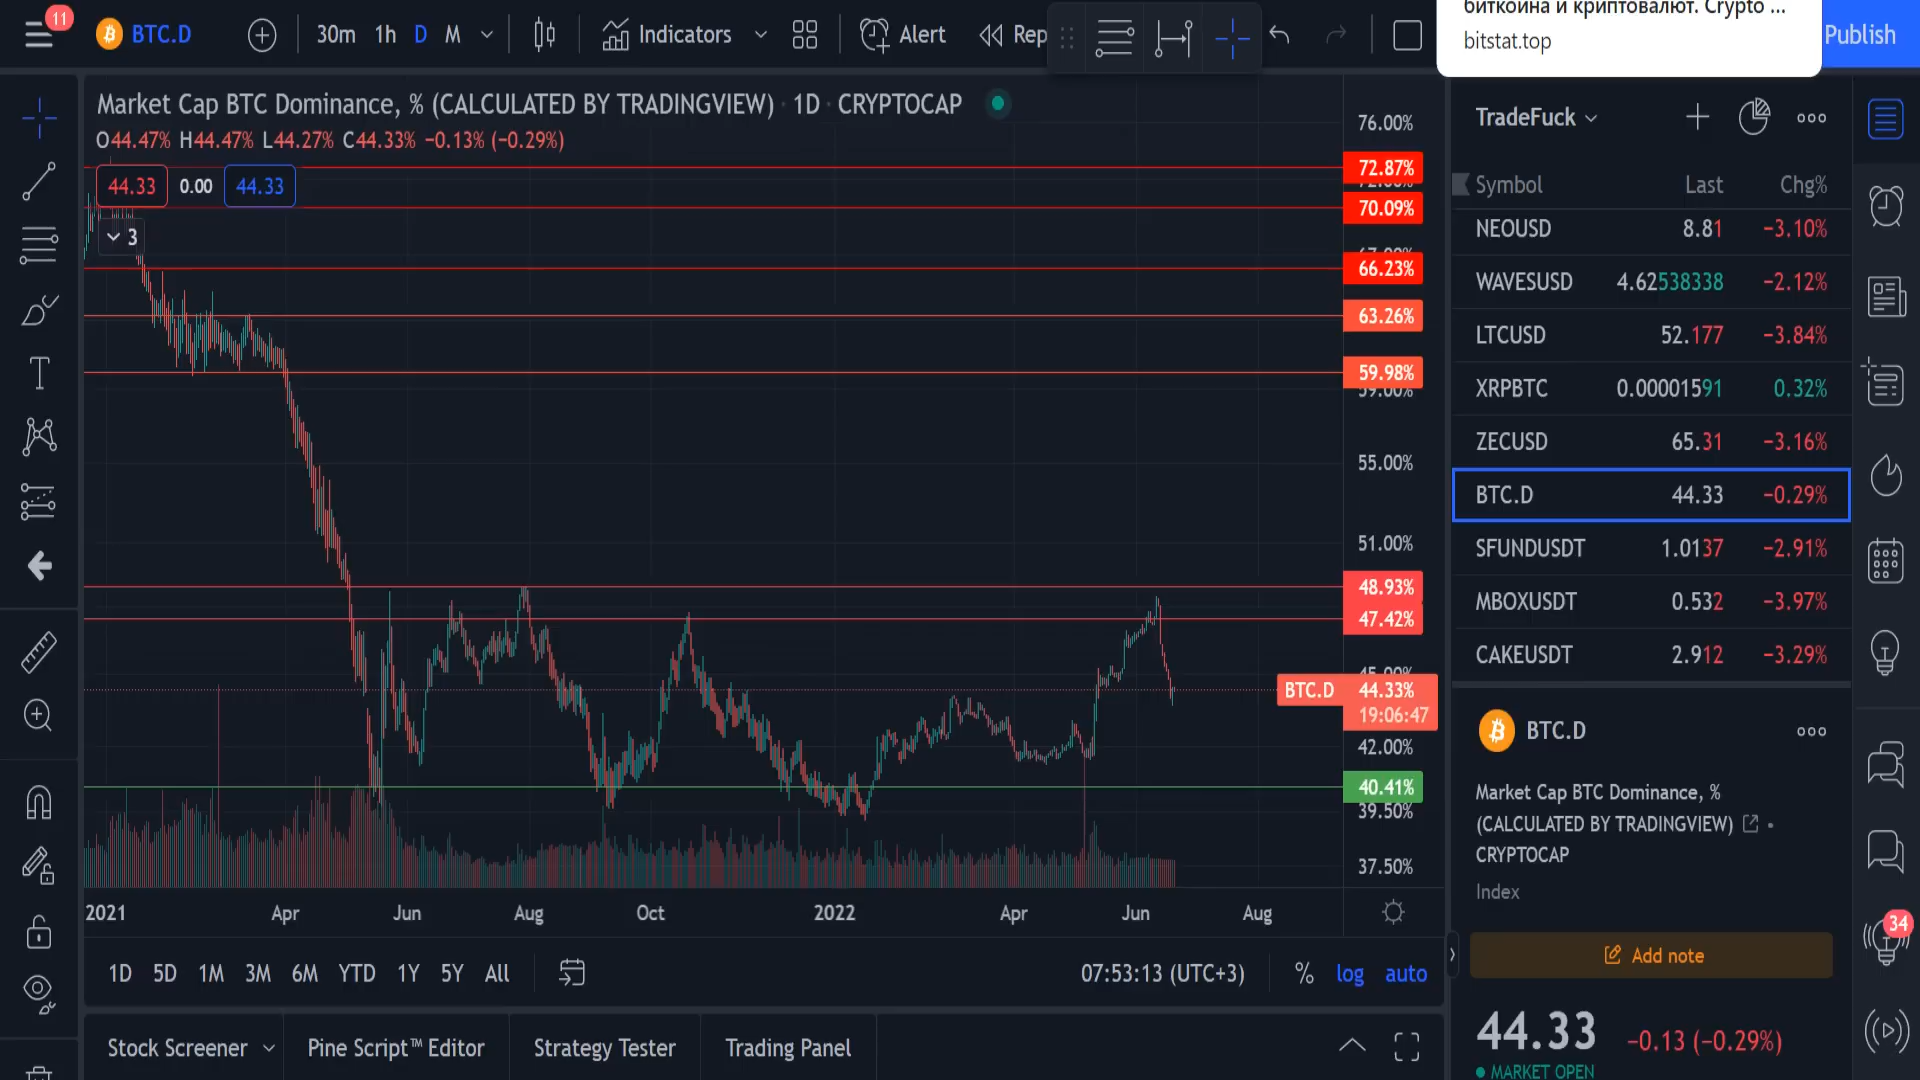 11
BTC.D
30m 1h D M
Indicators
Alert
Rep
биткоина и криптовалют. Crypto ...
bitstat.top
Publish
Market Cap BTC Dominance, % (CALCULATED BY TRADINGVIEW) · 1D · CRYPTOCAP
O44.47% H44.47% L44.27% C44.33% −0.13% (−0.29%)
44.33 0.00 44.33
3
76.00%
72.87%
70.09%
66.23%
63.26%
59.98%
59.00%
55.00%
51.00%
48.93%
47.42%
45.00%
BTC.D 44.33%
19:06:47
42.00%
40.41%
39.50%
37.50%
2021 Apr Jun Aug Oct 2022 Apr Jun Aug
1D 5D 1M 3M 6M YTD 1Y 5Y All
07:53:13 (UTC+3) % log auto
Stock Screener Pine Script™ Editor Strategy Tester Trading Panel
TradeFuck
Symbol Last Chg%
NEOUSD 8.81 −3.10%
WAVESUSD 4.62538338 −2.12%
LTCUSD 52.177 −3.84%
XRPBTC 0.00001591 0.32%
ZECUSD 65.31 −3.16%
BTC.D 44.33 −0.29%
SFUNDUSDT 1.0137 −2.91%
MBOXUSDT 0.532 −3.97%
CAKEUSDT 2.912 −3.29%
BTC.D
Market Cap BTC Dominance, %
(CALCULATED BY TRADINGVIEW) •
CRYPTOCAP
Index
Add note
44.33 −0.13 (−0.29%)
MARKET OPEN
34